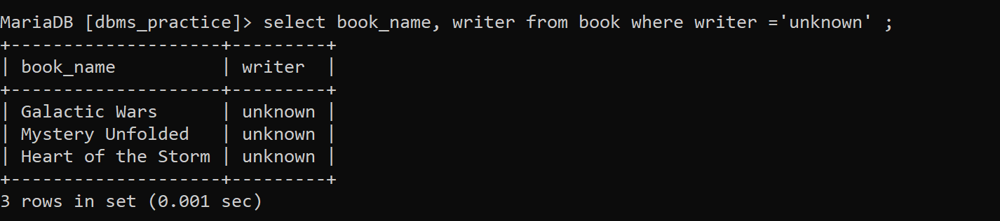 MariaDB [dbms_practice]> select book_name, writer from book where writer ='unknown' ;
+--------------------+---------+
| book_name          | writer  |
+--------------------+---------+
| Galactic Wars      | unknown |
| Mystery Unfolded   | unknown |
| Heart of the Storm | unknown |
+--------------------+---------+
3 rows in set (0.001 sec)